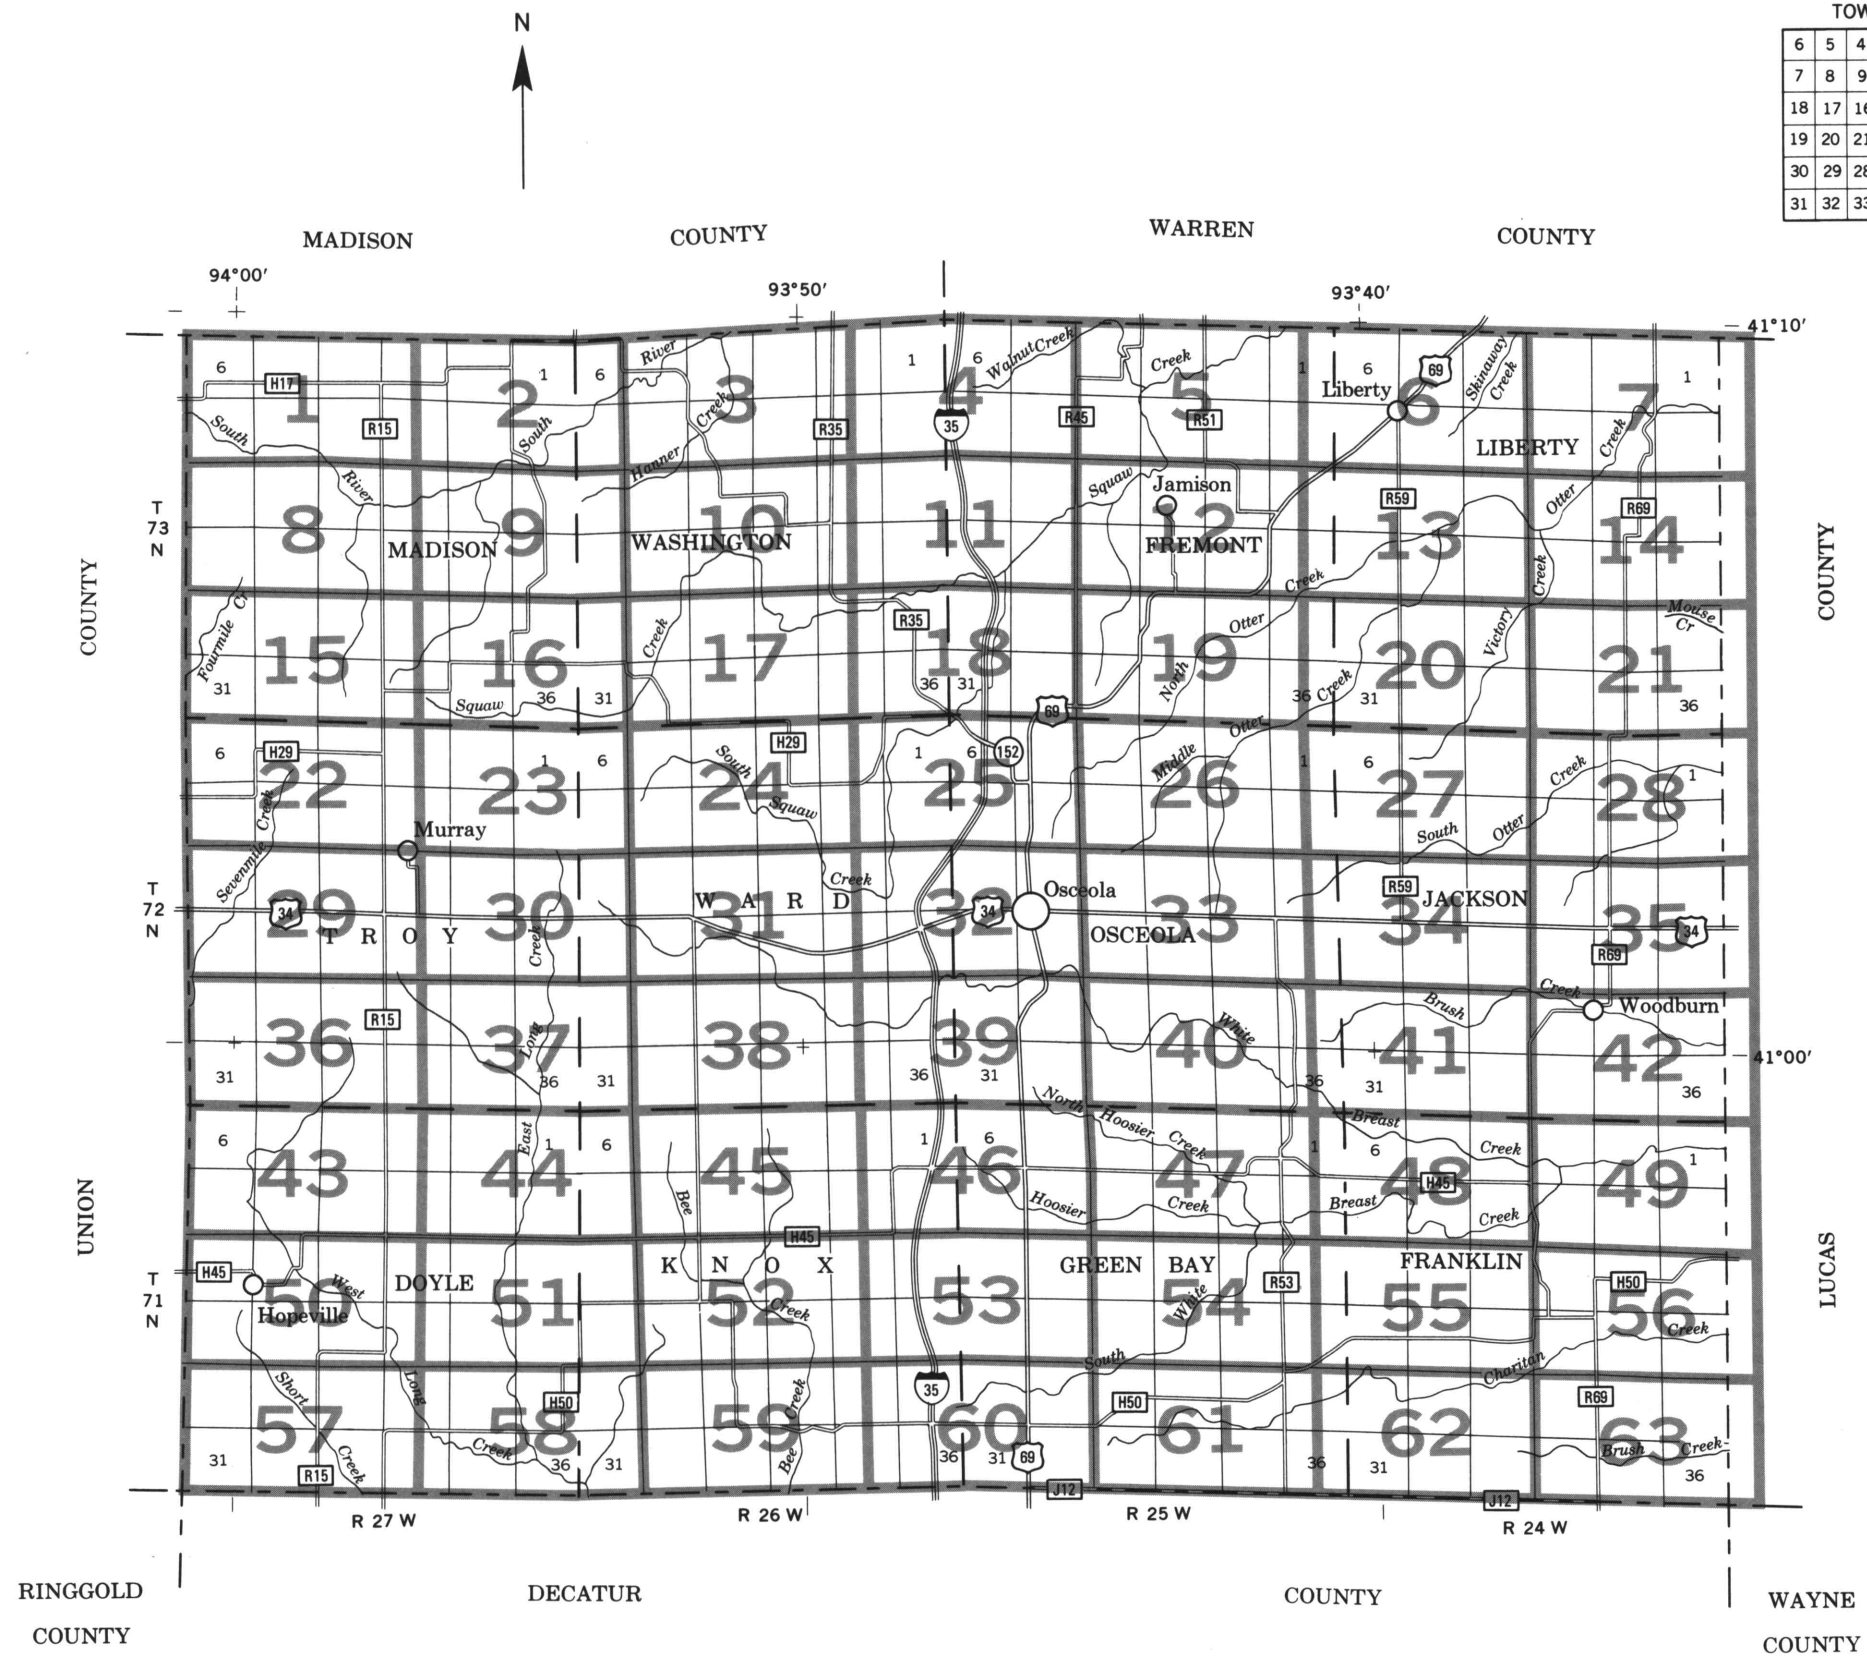 N
TOW
6 5 4
7 8 9
18 17 16
19 20 21
30 29 28
31 32 33
MADISON COUNTY WARREN COUNTY
94°00' 93°50' 93°40'
41°10'
6 1 6 1 6 1 6 1
H17 River Walnut Creek Creek Liberty 69 Skinaway Creek
1 2 3 4 5 6 7
South R15 South Hanner Creek R35 35 R45 R51 LIBERTY Creek
River Squaw Jamison R59 Otter R69
T 73 N
8 9 10 11 12 13 14
MADISON WASHINGTON FREMONT
COUNTY COUNTY
Fourmile Cr Creek R35 Creek Otter North Victory Creek Mouse Cr
15 16 17 18 19 20 21
31 36 31 36 31 36 31 36
Squaw 69 Creek
6 1 6 1 6 1 6 1
H29 South H29 152 Middle Otter Creek
22 23 24 25 26 27 28
Sevenmile Creek Murray Squaw South Otter
T 72 N
Creek Osceola R59 JACKSON
29 30 31 32 33 34 35
34 TROY WARD 34 OSCEOLA R69 34
Creek
R15 Long White Brush Creek Woodburn
36 37 38 39 40 41 42
41°00'
31 36 31 36 31 36 31 36
6 1 6 1 6 1 6 1
East North Hoosier Creek Breast Creek
43 44 45 46 47 48 49
Bee Hoosier Creek Breast H45 Creek
UNION
H45
T 71 N
H45 West DOYLE KNOX GREEN BAY R53 FRANKLIN H50
LUCAS
50 51 52 53 54 55 56
Hopeville Creek White Creek
Short Long H50 Creek 35 South H50 Charitan R69
57 58 59 60 61 62 63
31 36 31 36 31 36 31 36
R15 Creek Creek Bee 69 Brush Creek
J12 J12
R 27 W R 26 W R 25 W R 24 W
RINGGOLD COUNTY
DECATUR COUNTY
WAYNE COUNTY